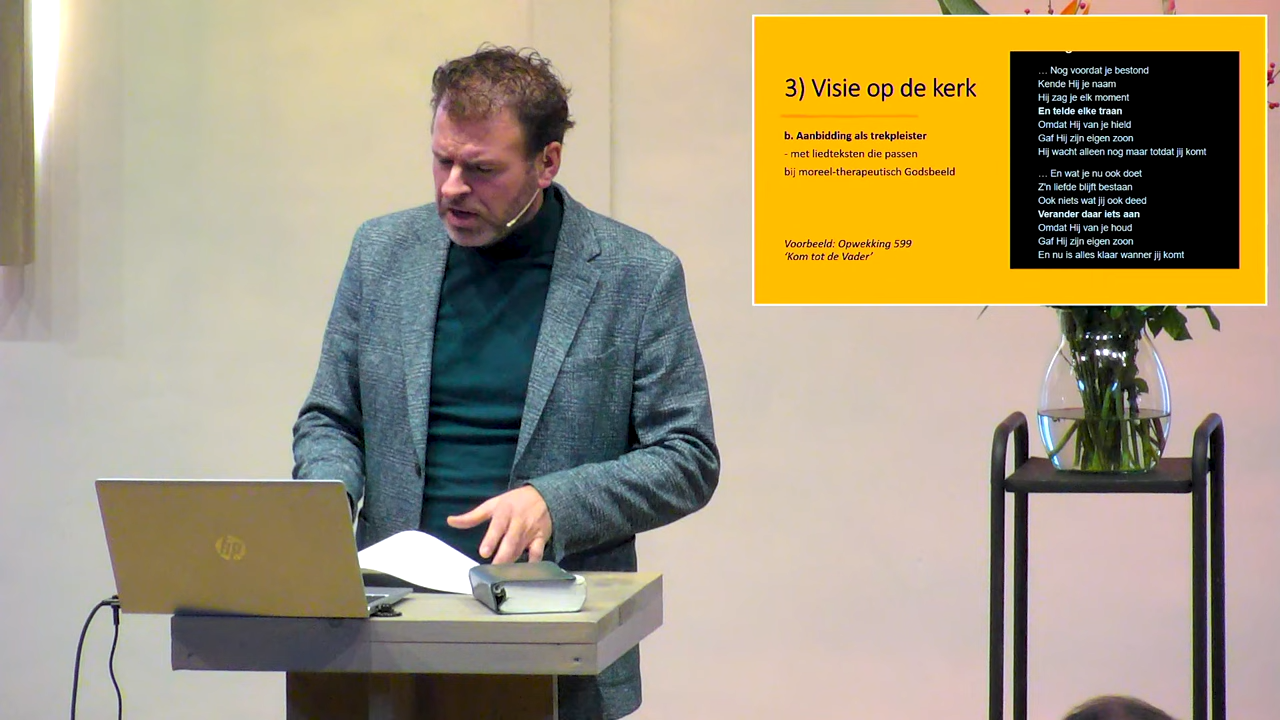 3) Visie op de kerk
b. Aanbidding als trekpleister
- met liedteksten die passen
bij moreel-therapeutisch Godsbeeld
Voorbeeld: Opwekking 599
‘Kom tot de Vader’
... Nog voordat je bestond
Kende Hij je naam
Hij zag je elk moment
En telde elke traan
Omdat Hij van je hield
Gaf Hij zijn eigen zoon
Hij wacht alleen nog maar totdat jij komt
... En wat je nu ook doet
Z'n liefde blijft bestaan
Ook niets wat jij ook deed
Verander daar iets aan
Omdat Hij van je houd
Gaf Hij zijn eigen zoon
En nu is alles klaar wanner jij komt
hp